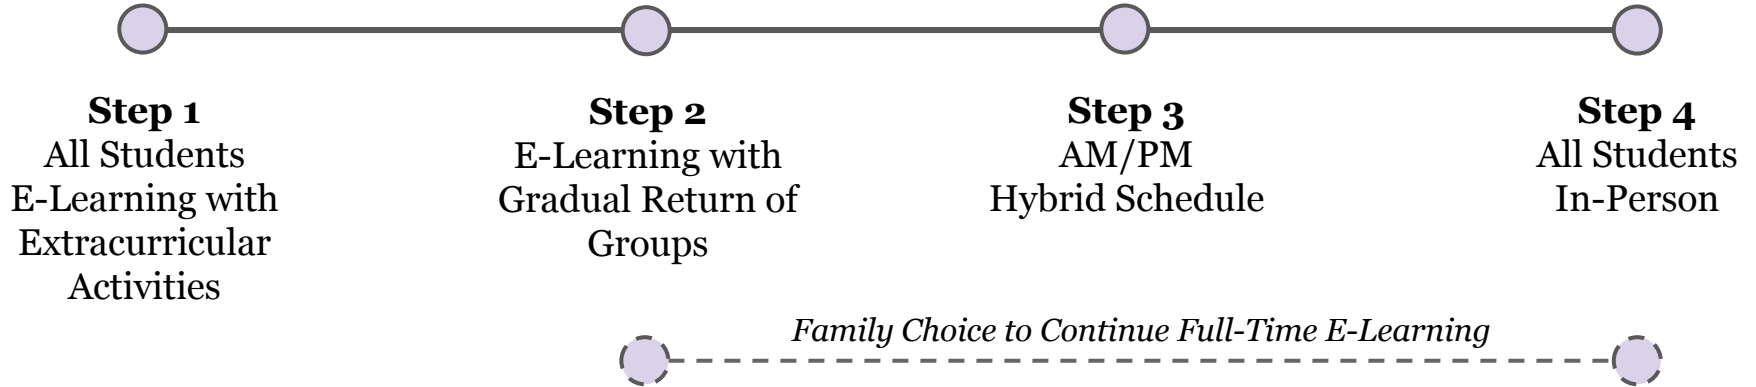 Step 1
All Students
E-Learning with
Extracurricular
Activities
Step 2
E-Learning with
Gradual Return of
Groups
Step 3
AM/PM
Hybrid Schedule
Step 4
All Students
In-Person
Family Choice to Continue Full-Time E-Learning